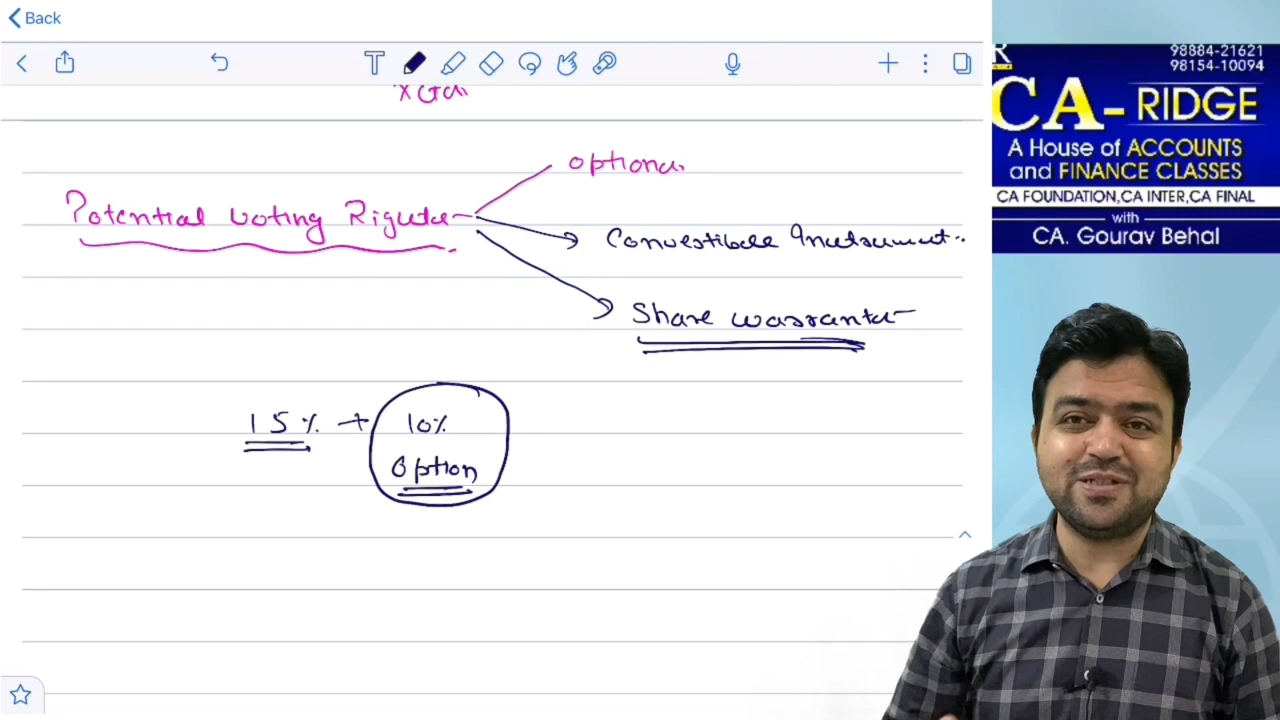 Back
98884-21621
98154-10094
R
CA- RIDGE
A House of ACCOUNTS
and FINANCE CLASSES
CA FOUNDATION,CA INTER,CA FINAL
with
CA. Gourav Behal
Potential Voting Rights
options
Convertible Instrument..
Share warrants
15% + 10%
Option